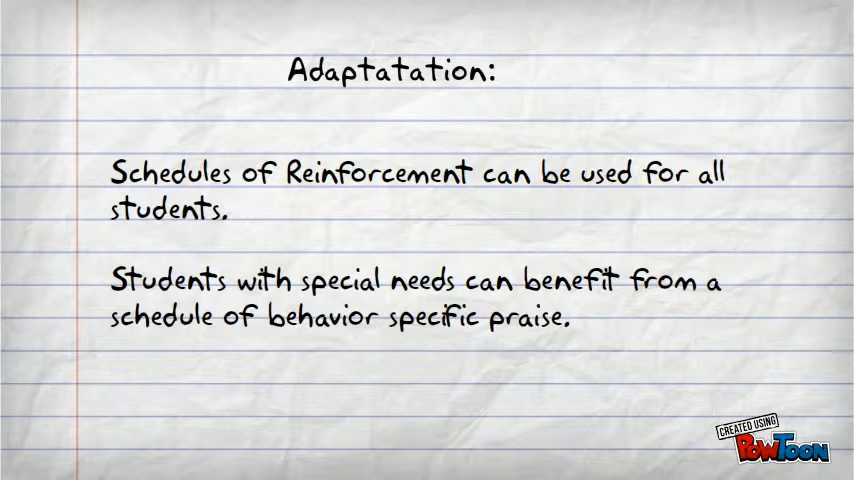 Adaptatation:
Schedules of Reinforcement can be used for all
students.
Students with special needs can benefit from a
schedule of behavior specific praise.
CREATED USING
POWTOON